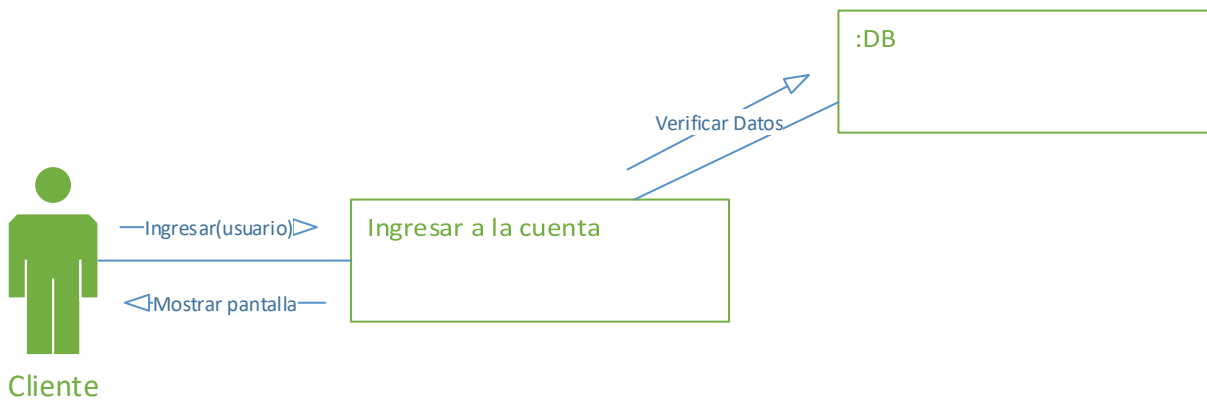 :DB
Verificar Datos
Ingresar(usuario)
Ingresar a la cuenta
Mostrar pantalla
Cliente